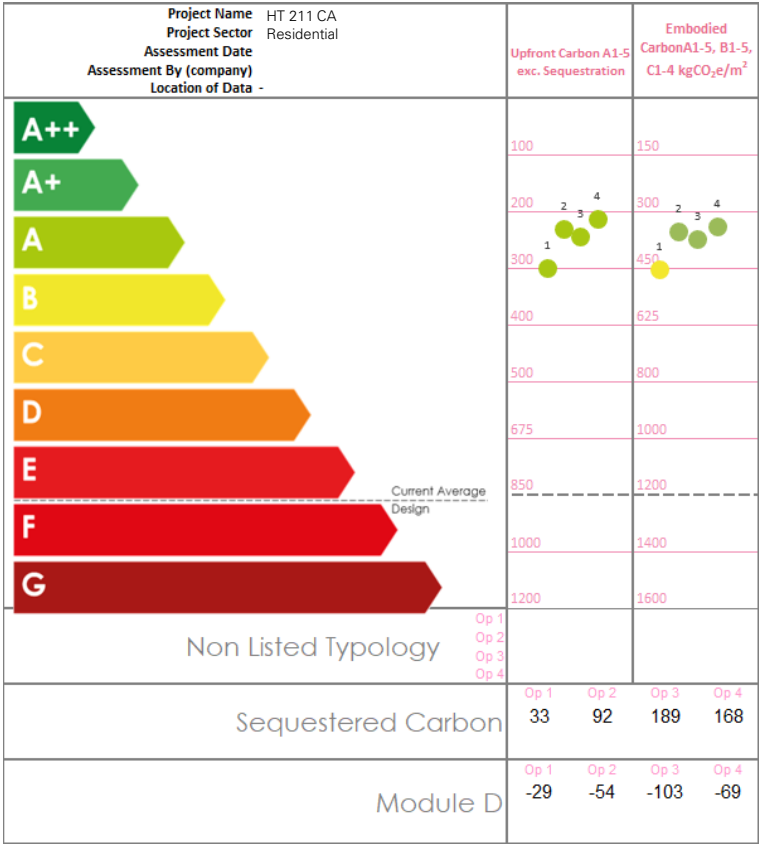 Project Name HT 211 CA
Project Sector Residential
Assessment Date
Assessment By (company)
Location of Data -
Upfront Carbon A1-5
exc. Sequestration
Embodied
CarbonA1-5, B1-5,
C1-4 kgCO₂e/m²
A++
100 150
A+
200 300
2 3 4 2 3 4
A
1 1
300 450
B
400 625
C
500 800
D
675 1000
E
850 1200
Current Average
Design
F
1000 1400
G
1200 1600
Non Listed Typology
Op 1
Op 2
Op 3
Op 4
Op 1 Op 2 Op 3 Op 4
Sequestered Carbon 33 92 189 168
Op 1 Op 2 Op 3 Op 4
Module D -29 -54 -103 -69